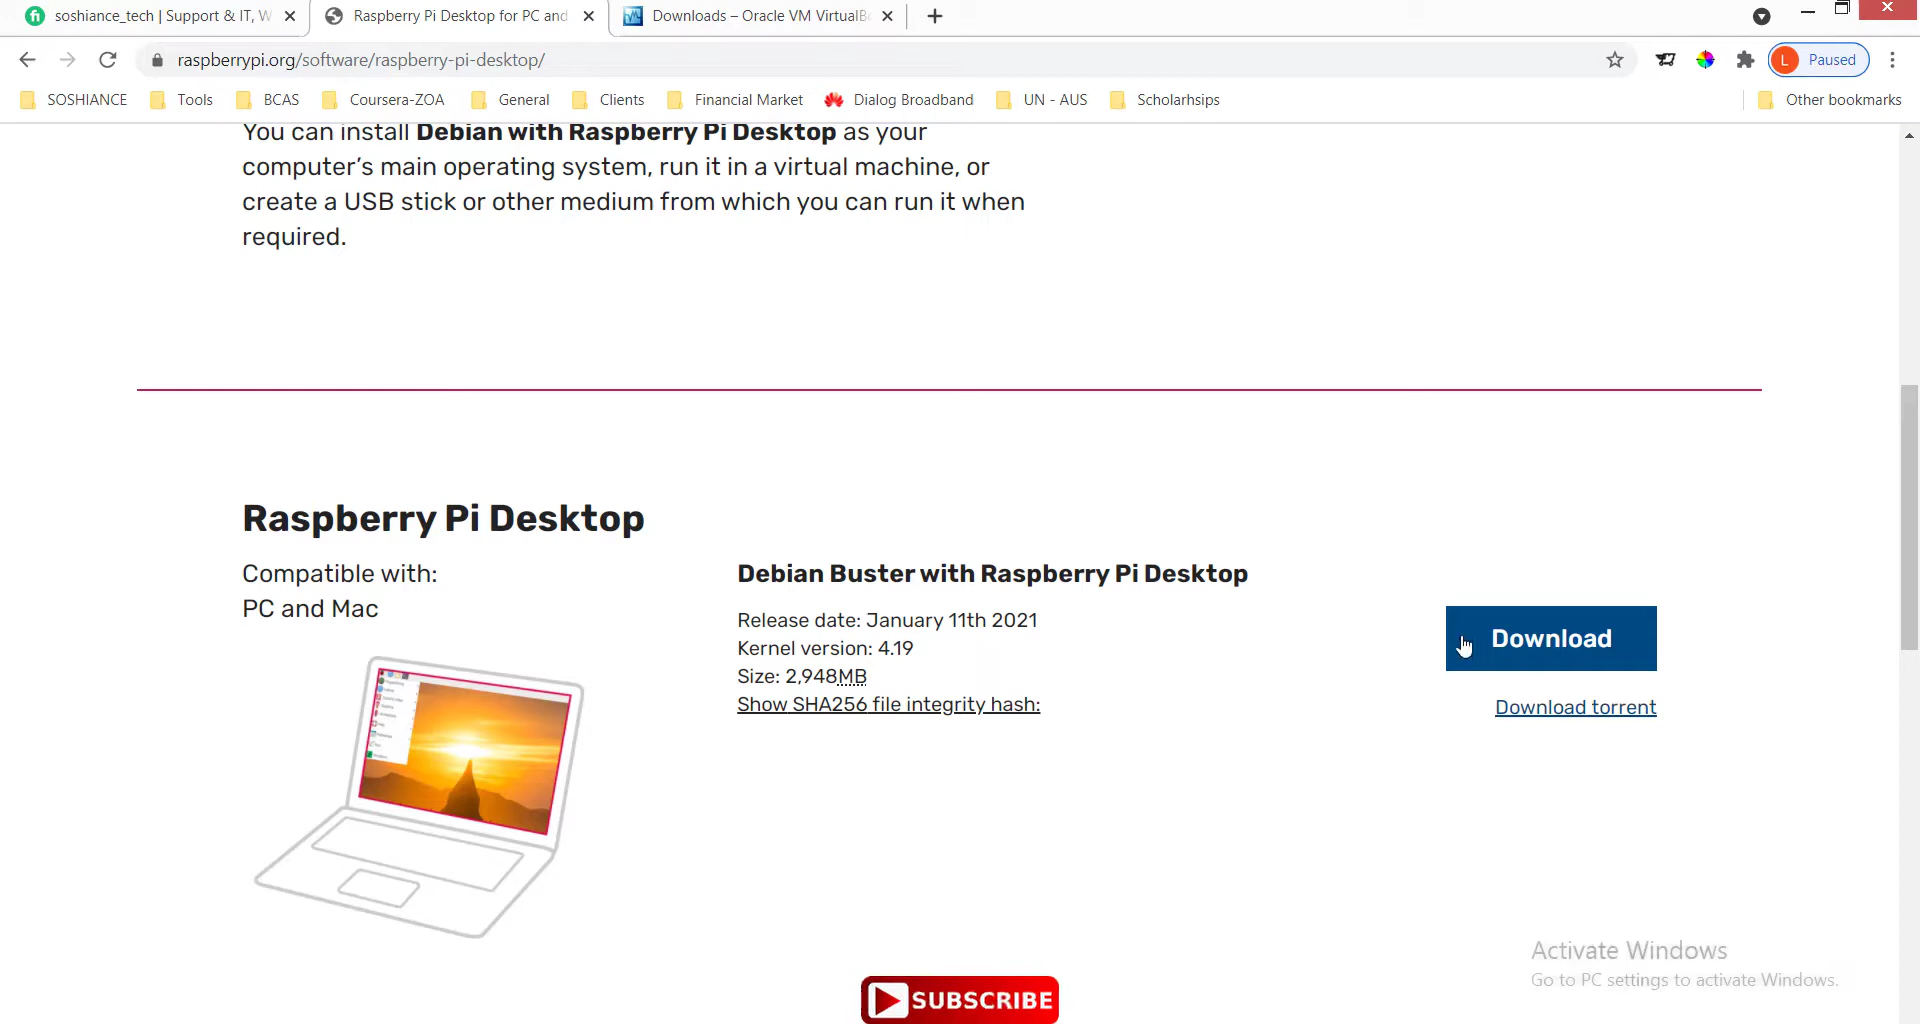 soshiance_tech | Support & IT, W
Raspberry Pi Desktop for PC and
Downloads – Oracle VM VirtualB
raspberrypi.org/software/raspberry-pi-desktop/
L Paused
SOSHIANCE
Tools
BCAS
Coursera-ZOA
General
Clients
Financial Market
Dialog Broadband
UN - AUS
Scholarhsips
Other bookmarks
You can install Debian with Raspberry Pi Desktop as your
computer's main operating system, run it in a virtual machine, or
create a USB stick or other medium from which you can run it when
required.
Raspberry Pi Desktop
Compatible with:
PC and Mac
Debian Buster with Raspberry Pi Desktop
Release date: January 11th 2021
Kernel version: 4.19
Size: 2,948MB
Show SHA256 file integrity hash:
Download
Download torrent
Activate Windows
Go to PC settings to activate Windows.
SUBSCRIBE